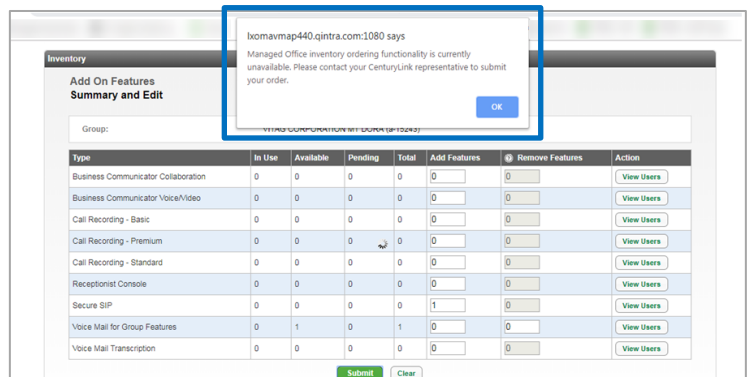 lxomavmap440.qintra.com:1080 says
Managed Office inventory ordering functionality is currently
unavailable. Please contact your CenturyLink representative to submit
your order.
OK
Inventory
Add On Features
Summary and Edit
Group: VITAG CORPORATION MT DORA
Type In Use Available Pending Total Add Features Remove Features Action
Business Communicator Collaboration 0 0 0 0 0 0 View Users
Business Communicator Voice/Video 0 0 0 0 0 0 View Users
Call Recording - Basic 0 0 0 0 0 0 View Users
Call Recording - Premium 0 0 0 0 0 0 View Users
Call Recording - Standard 0 0 0 0 0 0 View Users
Receptionist Console 0 0 0 0 0 0 View Users
Secure SIP 0 0 0 0 1 0 View Users
Voice Mail for Group Features 0 1 0 1 0 0 View Users
Voice Mail Transcription 0 0 0 0 0 0 View Users
Submit Clear